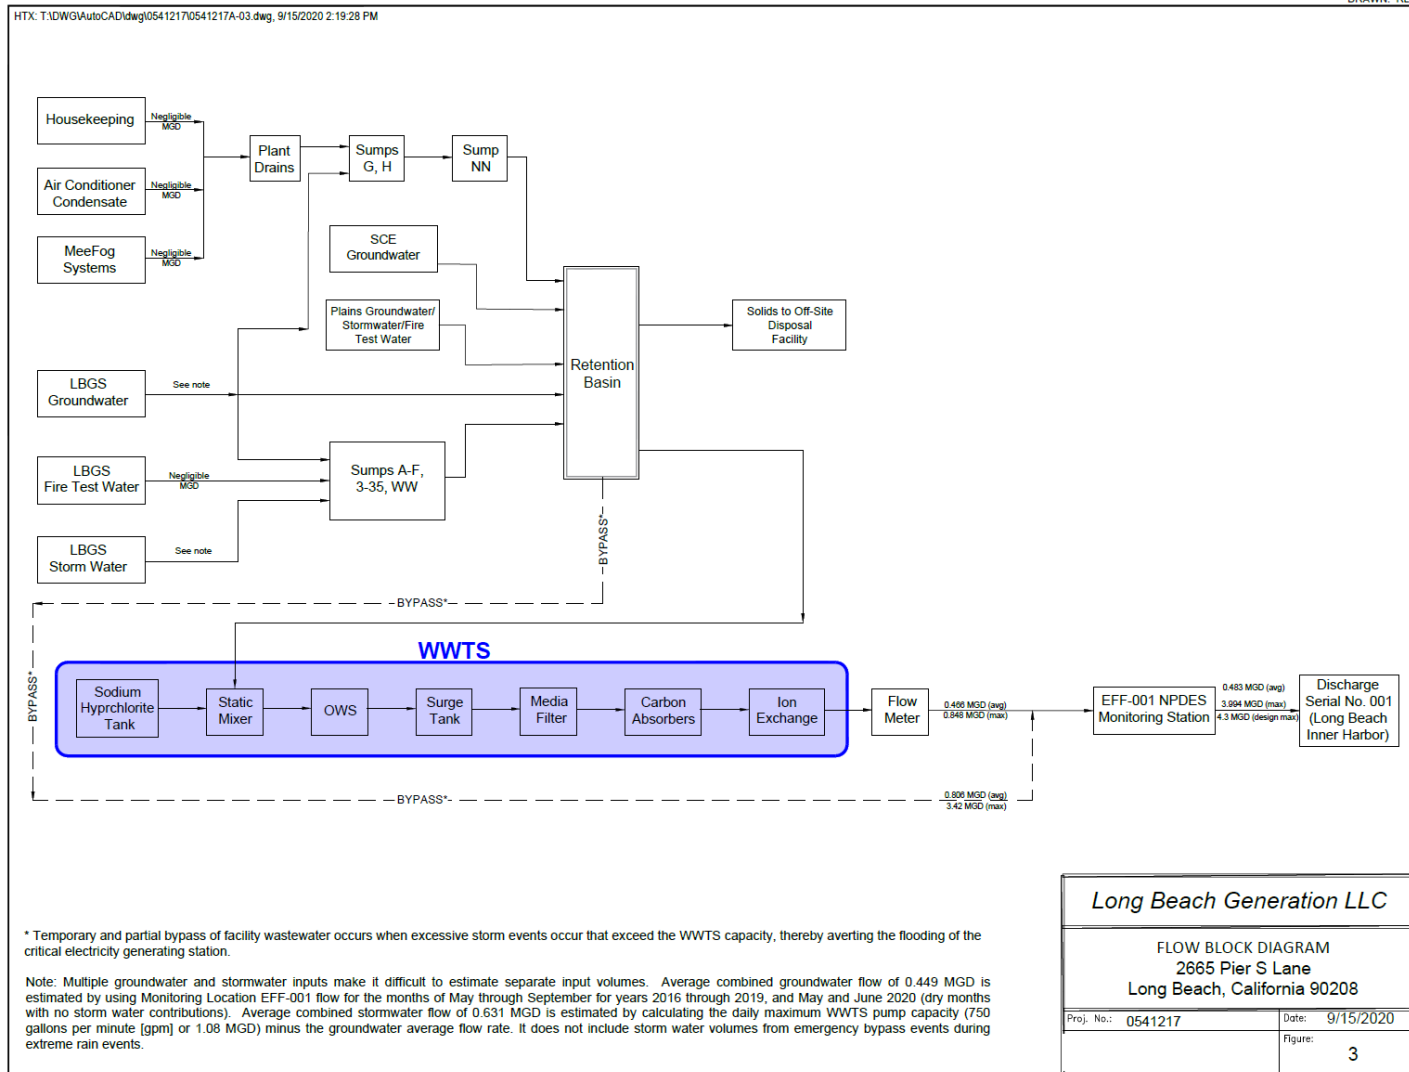 HTX: T:\DWG\AutoCAD\dwg\0541217\0541217A-03.dwg, 9/15/2020 2:19:28 PM
Housekeeping
Negligible
MGD
Air Conditioner
Condensate
Negligible
MGD
MeeFog
Systems
Negligible
MGD
Plant
Drains
Sumps
G, H
Sump
NN
SCE
Groundwater
Plains Groundwater/
Stormwater/Fire
Test Water
Retention
Basin
Solids to Off-Site
Disposal
Facility
LBGS
Groundwater
See note
LBGS
Fire Test Water
Negligible
MGD
Sumps A-F,
3-35, WW
LBGS
Storm Water
See note
BYPASS*
BYPASS*
BYPASS*
WWTS
Sodium
Hyprchlorite
Tank
Static
Mixer
OWS
Surge
Tank
Media
Filter
Carbon
Absorbers
Ion
Exchange
Flow
Meter
0.466 MGD (avg)
0.848 MGD (max)
EFF-001 NPDES
Monitoring Station
0.483 MGD (avg)
3.994 MGD (max)
4.3 MGD (design max)
Discharge
Serial No. 001
(Long Beach
Inner Harbor)
BYPASS*
0.806 MGD (avg)
3.42 MGD (max)
* Temporary and partial bypass of facility wastewater occurs when excessive storm events occur that exceed the WWTS capacity, thereby averting the flooding of the
critical electricity generating station.
Note: Multiple groundwater and stormwater inputs make it difficult to estimate separate input volumes. Average combined groundwater flow of 0.449 MGD is
estimated by using Monitoring Location EFF-001 flow for the months of May through September for years 2016 through 2019, and May and June 2020 (dry months
with no storm water contributions). Average combined stormwater flow of 0.631 MGD is estimated by calculating the daily maximum WWTS pump capacity (750
gallons per minute [gpm] or 1.08 MGD) minus the groundwater average flow rate. It does not include storm water volumes from emergency bypass events during
extreme rain events.
Long Beach Generation LLC
FLOW BLOCK DIAGRAM
2665 Pier S Lane
Long Beach, California 90208
Proj. No.: 0541217
Date: 9/15/2020
Figure:
3